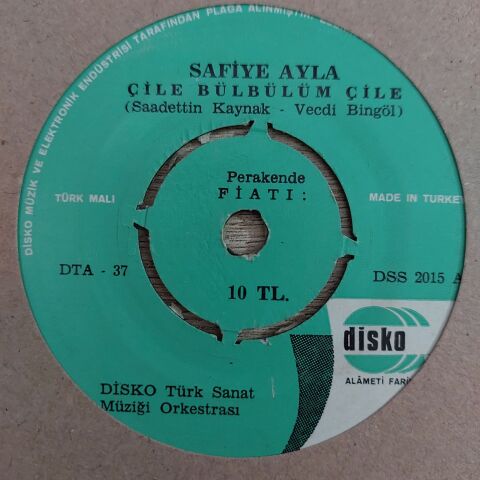 DİSKO MÜZİK VE ELEKTRONİK ENDÜSTRİSİ TARAFINDAN PLAĞA ALINMIŞTIR
SAFİYE AYLA
ÇİLE BÜLBÜLÜM ÇİLE
(Saadettin Kaynak - Vecdi Bingöl)
Perakende
FİATI :
TÜRK MALI
MADE IN TURKEY
DTA - 37
DSS 2015 A
10 TL.
disko
ALÂMETİ
DİSKO Türk Sanat
Müziği Orkestrası